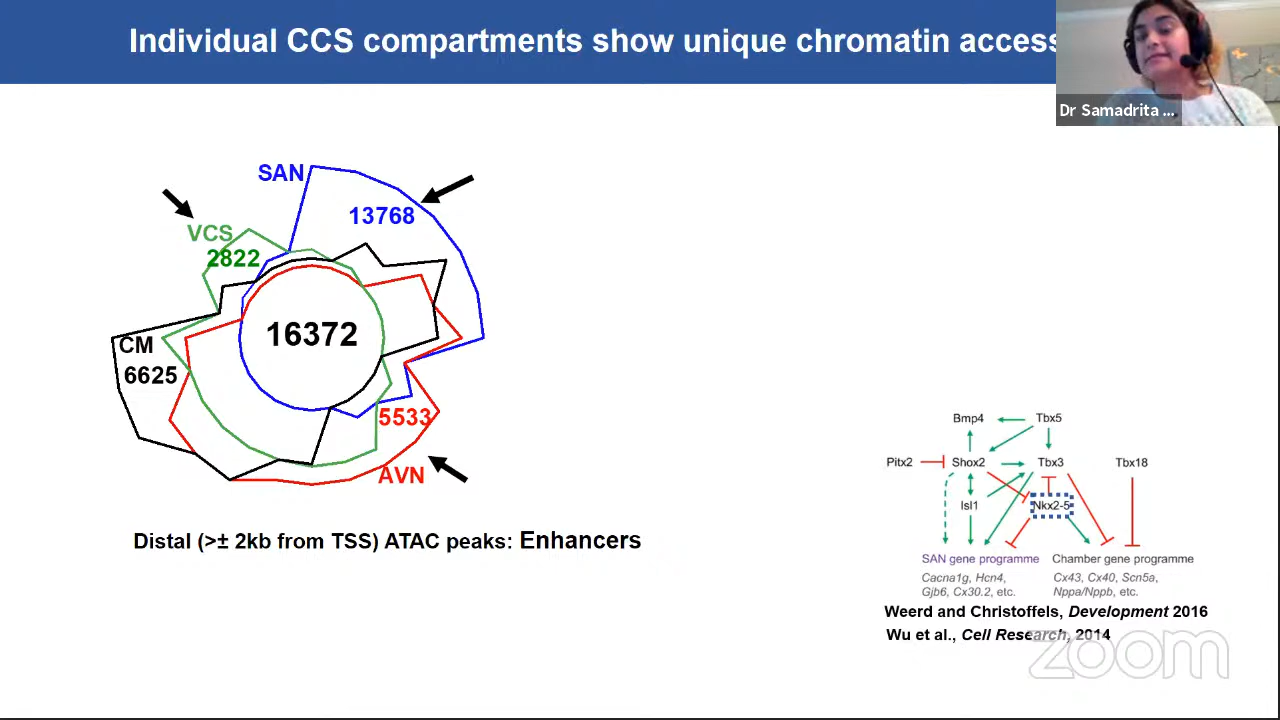 Individual CCS compartments show unique chromatin access
Dr Samadrita ...
SAN
13768
VCS
2822
16372
CM
6625
5533
AVN
Distal (>± 2kb from TSS) ATAC peaks: Enhancers
Bmp4
Tbx5
Pitx2
Shox2
Tbx3
Tbx18
Isl1
Nkx2-5
SAN gene programme
Chamber gene programme
Cacna1g, Hcn4,
Gjb6, Cx30.2, etc.
Cx43, Cx40, Scn5a,
Nppa/Nppb, etc.
Weerd and Christoffels, Development 2016
Wu et al., Cell Research, 2014
zoom